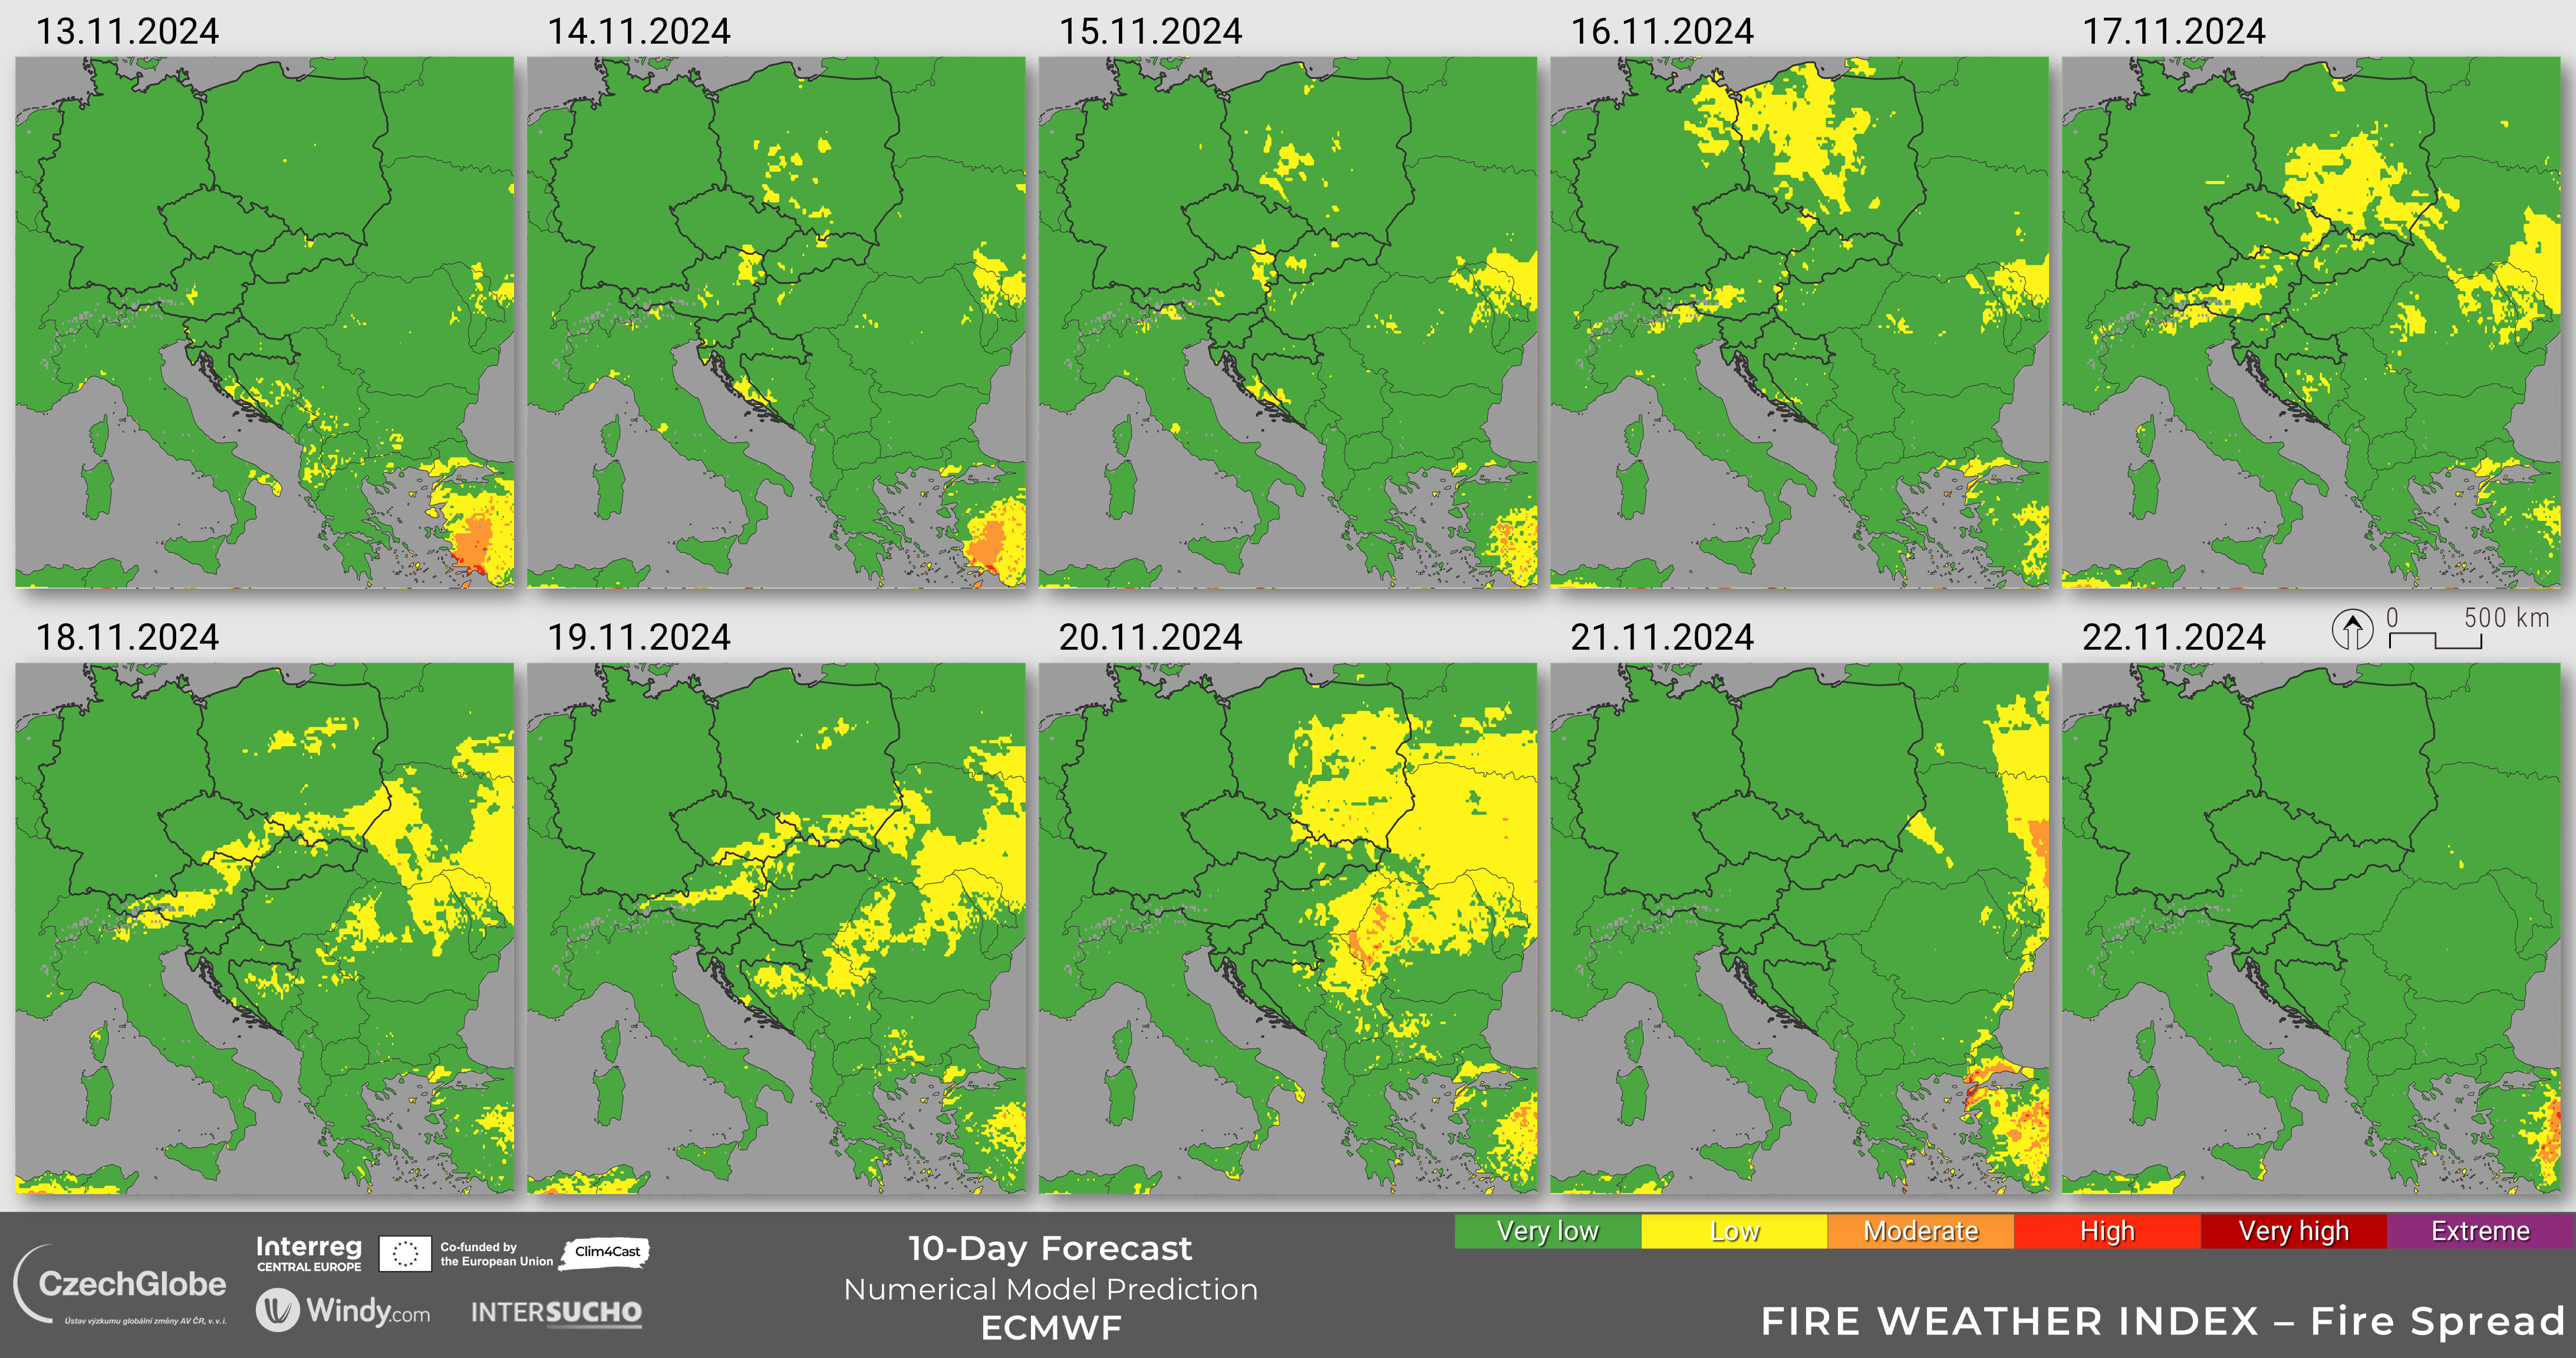 13.11.2024
14.11.2024
15.11.2024
16.11.2024
17.11.2024
0 500 km
18.11.2024
19.11.2024
20.11.2024
21.11.2024
22.11.2024
Very low
Low
Moderate
High
Very high
Extreme
CzechGlobe
Ústav výzkumu globální změny AV ČR, v. v. i.
Interreg
CENTRAL EUROPE
Co-funded by
the European Union
Clim4Cast
Windy.com
INTERSUCHO
10-Day Forecast
Numerical Model Prediction
ECMWF
FIRE WEATHER INDEX – Fire Spread